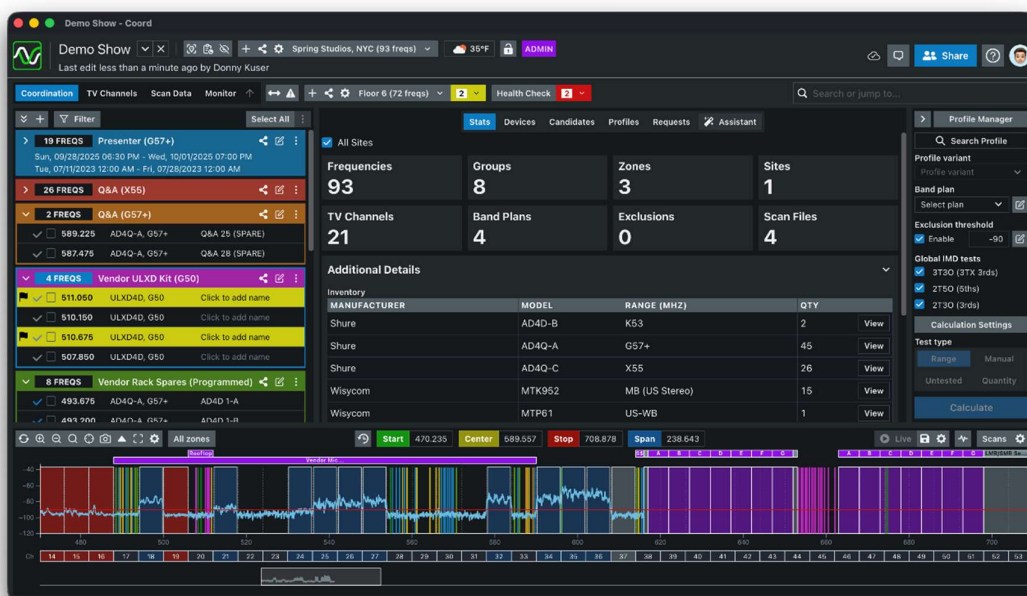 Demo Show - Coord
Demo Show
Spring Studios, NYC (93 freqs)
35°F
ADMIN
Last edit less than a minute ago by Donny Kuser
Share
Coordination TV Channels Scan Data Monitor
Floor 6 (72 freqs)
2
Health Check 2
Search or jump to...
Filter
Select All
19 FREQS Presenter (G57+)
Sun, 09/28/2025 06:30 PM - Wed, 10/01/2025 07:00 PM
Tue, 07/11/2023 12:00 AM - Fri, 07/28/2023 12:00 AM
26 FREQS Q&A (X55)
2 FREQS Q&A (G57+)
589.225 AD4Q-A, G57+ Q&A 25 (SPARE)
587.475 AD4Q-A, G57+ Q&A 28 (SPARE)
4 FREQS Vendor ULXD Kit (G50)
511.050 ULXD4D, G50 Click to add name
510.150 ULXD4D, G50 Click to add name
510.675 ULXD4D, G50 Click to add name
507.850 ULXD4D, G50 Click to add name
8 FREQS Vendor Rack Spares (Programmed)
493.675 AD4Q-A, G57+ AD4D 1-A
493.200 AD4Q-A, G57+ AD4D 1-B
Stats Devices Candidates Profiles Requests Assistant
All Sites
Frequencies Groups Zones Sites
93 8 3 1
TV Channels Band Plans Exclusions Scan Files
21 4 0 4
Additional Details
Inventory
MANUFACTURER MODEL RANGE (MHZ) QTY
Shure AD4D-B K53 2 View
Shure AD4Q-A G57+ 45 View
Shure AD4Q-C X55 26 View
Wisycom MTK952 MB (US Stereo) 15 View
Wisycom MTP61 US-WB 1 View
Profile Manager
Search Profile
Profile variant
Profile variant
Band plan
Select plan
Exclusion threshold
Enable -90
Global IMD tests
3T3O (3TX 3rds)
2T5O (5ths)
2T3O (3rds)
Calculation Settings
Test type
Range Manual
Untested Quantity
Calculate
All zones
Start 470.235 Center 589.557 Stop 708.878 Span 238.643
Live
Scans
Rooftop
A B C D E F G
A B C D E F G
Vendor Mic...
-40
-60
-80
-100
-120
480 500 520 540 560 580 600 620 640 660 680 700
Ch 14 15 16 17 18 19 20 21 22 23 24 25 26 27 28 29 30 31 32 33 34 35 36 37 38 39 40 41 42 43 44 45 46 47 48 49 50 51 52 53